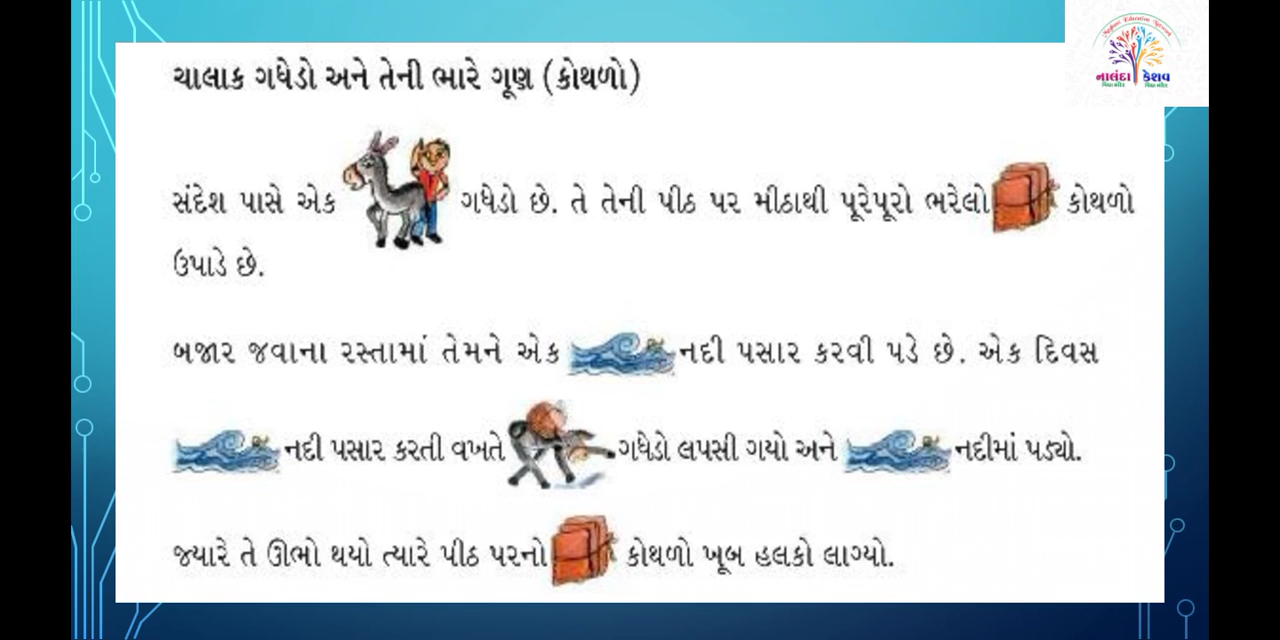 ચાલાક ગધેડો અને તેની ભારે ગૂણ (કોથળો)
નાલંદા કેશવ
વિદ્યા મંદિર વિદ્યા મંદિર
સંદેશ પાસે એક ગધેડો છે. તે તેની પીઠ પર મીઠાથી પૂરેપૂરો ભરેલો કોથળો
ઉપાડે છે.
બજાર જવાના રસ્તામાં તેમને એક નદી પસાર કરવી પડે છે. એક દિવસ
નદી પસાર કરતી વખતે ગધેડો લપસી ગયો અને નદીમાં પડ્યો.
જ્યારે તે ઊભો થયો ત્યારે પીઠ પરનો કોથળો ખૂબ હલકો લાગ્યો.